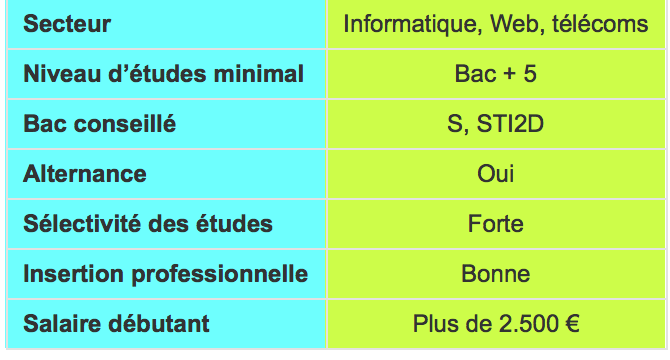 Secteur Informatique, Web, télécoms
Niveau d’études minimal Bac + 5
Bac conseillé S, STI2D
Alternance Oui
Sélectivité des études Forte
Insertion professionnelle Bonne
Salaire débutant Plus de 2.500 €